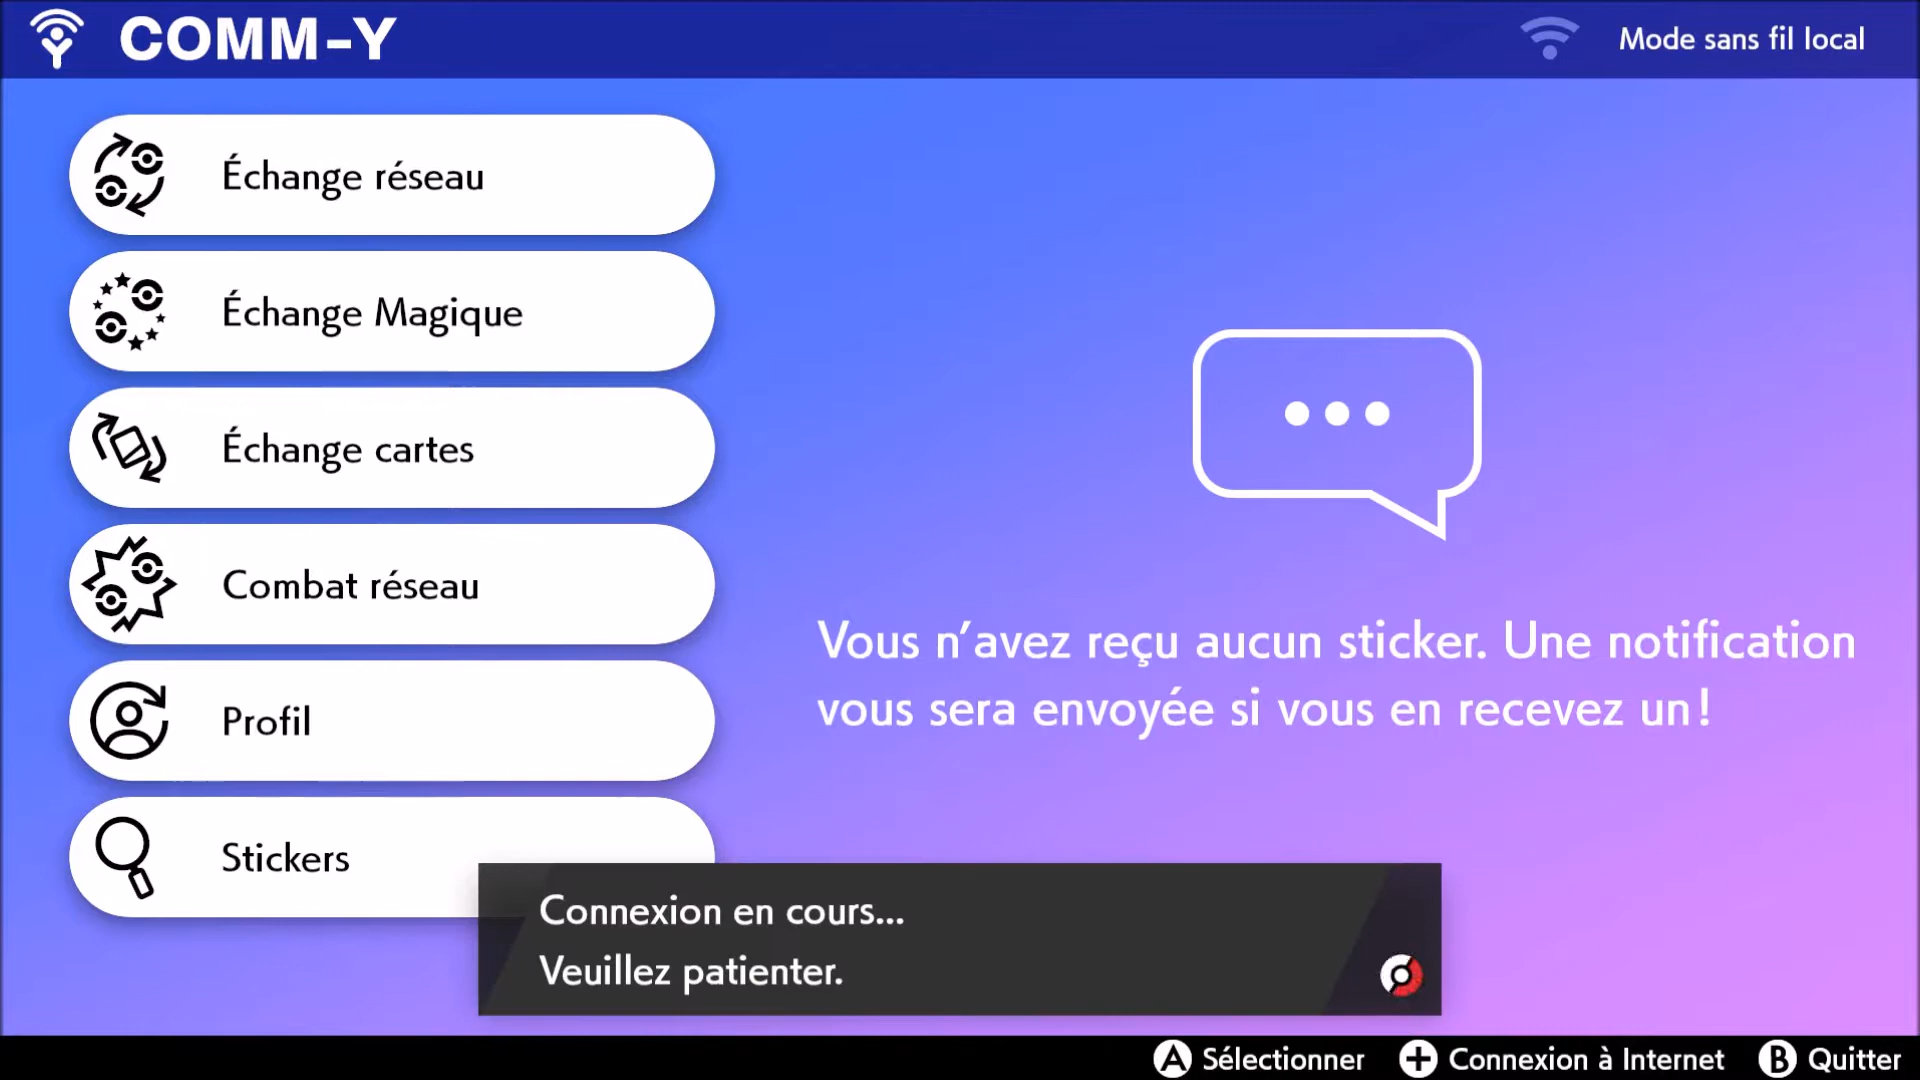 COMM-Y
Mode sans fil local
Échange réseau
Échange Magique
Échange cartes
Combat réseau
Profil
Stickers
Vous n’avez reçu aucun sticker. Une notification
vous sera envoyée si vous en recevez un!
Connexion en cours...
Veuillez patienter.
A Sélectionner + Connexion à Internet B Quitter